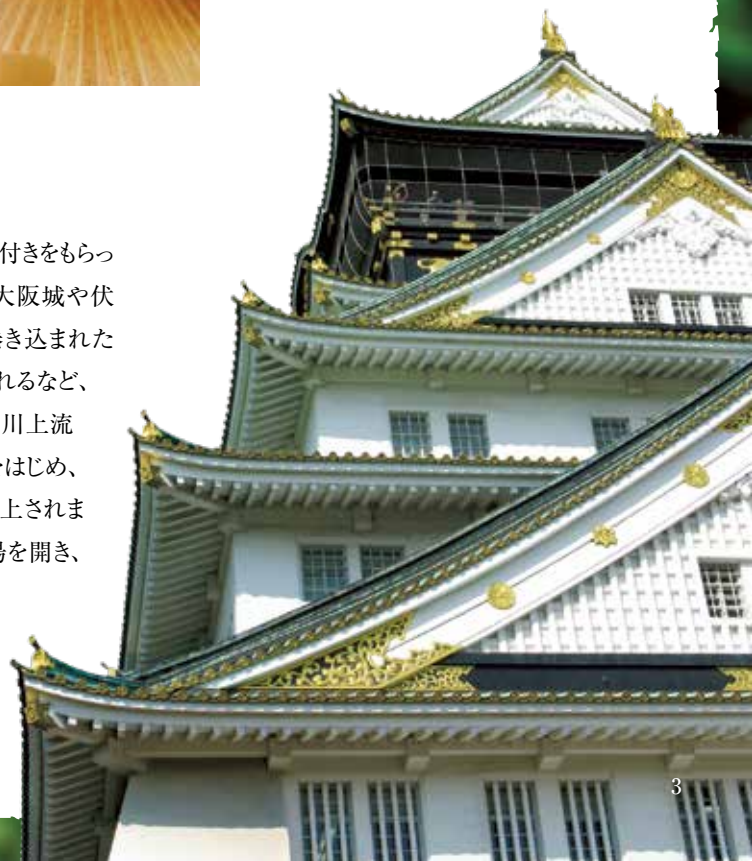 付きをもらっ
大阪城や伏
き込まれた
れるなど、
川上流
はじめ、
上されま
を開き、
3